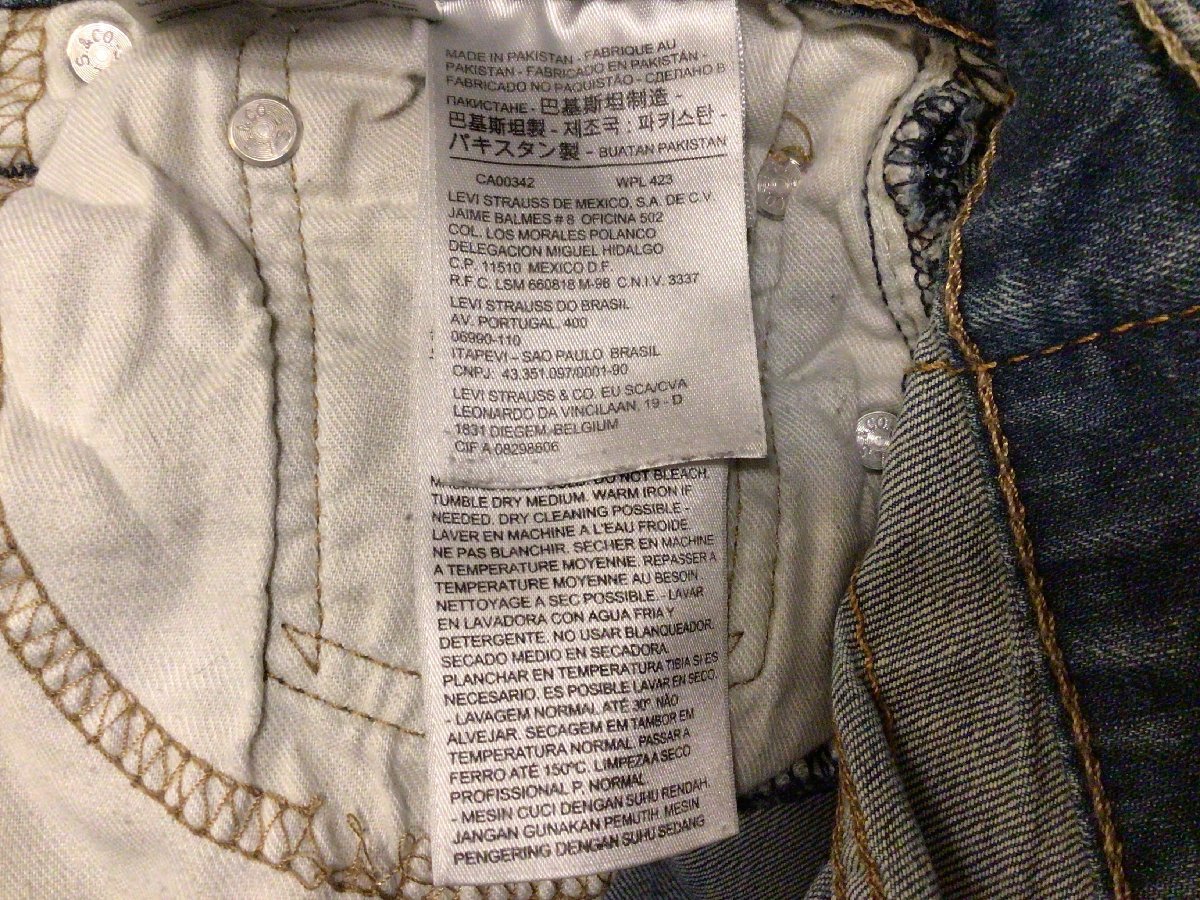 S & CO
CO
MADE IN PAKISTAN - FABRIQUE AU
PAKISTAN - FABRICADO EN PAKISTÁN -
FABRICADO NO PAQUISTÃO - СДЕЛАНО В
ПАКИСТАНЕ - 巴基斯坦制造 -
巴基斯坦製 - 제조국 : 파키스탄 -
パキスタン製 - BUATAN PAKISTAN
CA00342 WPL 423
LEVI STRAUSS DE MEXICO, S.A. DE C.V.
JAIME BALMES # 8 OFICINA 502
COL. LOS MORALES POLANCO
DELEGACION MIGUEL HIDALGO
C.P. 11510 MEXICO D.F.
R.F.C. LSM 660818 M-98 C.N.I.V. 3337
LEVI STRAUSS DO BRASIL
AV. PORTUGAL, 400
06990-110
ITAPEVI - SAO PAULO BRASIL
CNPJ: 43.351.097/0001-90
LEVI STRAUSS & CO. EU SCA/CVA
LEONARDO DA VINCILAAN, 19 - D
1831 DIEGEM-BELGIUM
CIF A 08298806
DO NOT BLEACH.
TUMBLE DRY MEDIUM. WARM IRON IF
NEEDED. DRY CLEANING POSSIBLE -
LAVER EN MACHINE A L'EAU FROIDE.
NE PAS BLANCHIR. SECHER EN MACHINE
A TEMPERATURE MOYENNE. REPASSER A
TEMPERATURE MOYENNE AU BESOIN
NETTOYAGE A SEC POSSIBLE. - LAVAR
EN LAVADORA CON AGUA FRIA Y
DETERGENTE. NO USAR BLANQUEADOR.
SECADO MEDIO EN SECADORA.
PLANCHAR EN TEMPERATURA TIBIA SI ES
NECESARIO. ES POSIBLE LAVAR EN SECO.
- LAVAGEM NORMAL ATÉ 30º NÃO
ALVEJAR. SECAGEM EM TAMBOR EM
TEMPERATURA NORMAL. PASSAR A
FERRO ATÉ 150ºC. LIMPEZA A SECO
PROFISSIONAL P, NORMAL.
- MESIN CUCI DENGAN SUHU RENDAH.
JANGAN GUNAKAN PEMUTIH. MESIN
PENGERING DENGAN SUHU SEDANG
CO